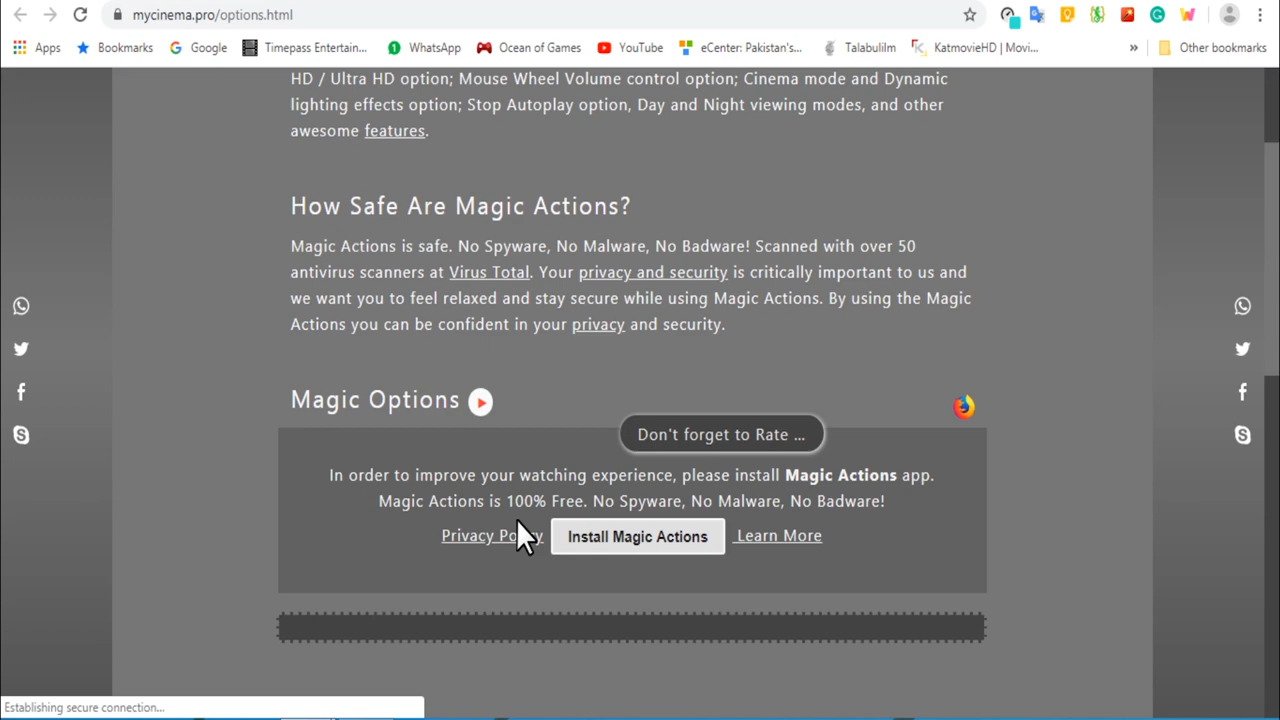 mycinema.pro/options.html
Apps Bookmarks Google Timepass Entertain... WhatsApp Ocean of Games YouTube eCenter: Pakistan's... Talabulilm KatmovieHD | Movi... » Other bookmarks
HD / Ultra HD option; Mouse Wheel Volume control option; Cinema mode and Dynamic
lighting effects option; Stop Autoplay option, Day and Night viewing modes, and other
awesome features.
How Safe Are Magic Actions?
Magic Actions is safe. No Spyware, No Malware, No Badware! Scanned with over 50
antivirus scanners at Virus Total. Your privacy and security is critically important to us and
we want you to feel relaxed and stay secure while using Magic Actions. By using the Magic
Actions you can be confident in your privacy and security.
Magic Options
Don't forget to Rate ...
In order to improve your watching experience, please install Magic Actions app.
Magic Actions is 100% Free. No Spyware, No Malware, No Badware!
Privacy Policy Install Magic Actions Learn More
Establishing secure connection...